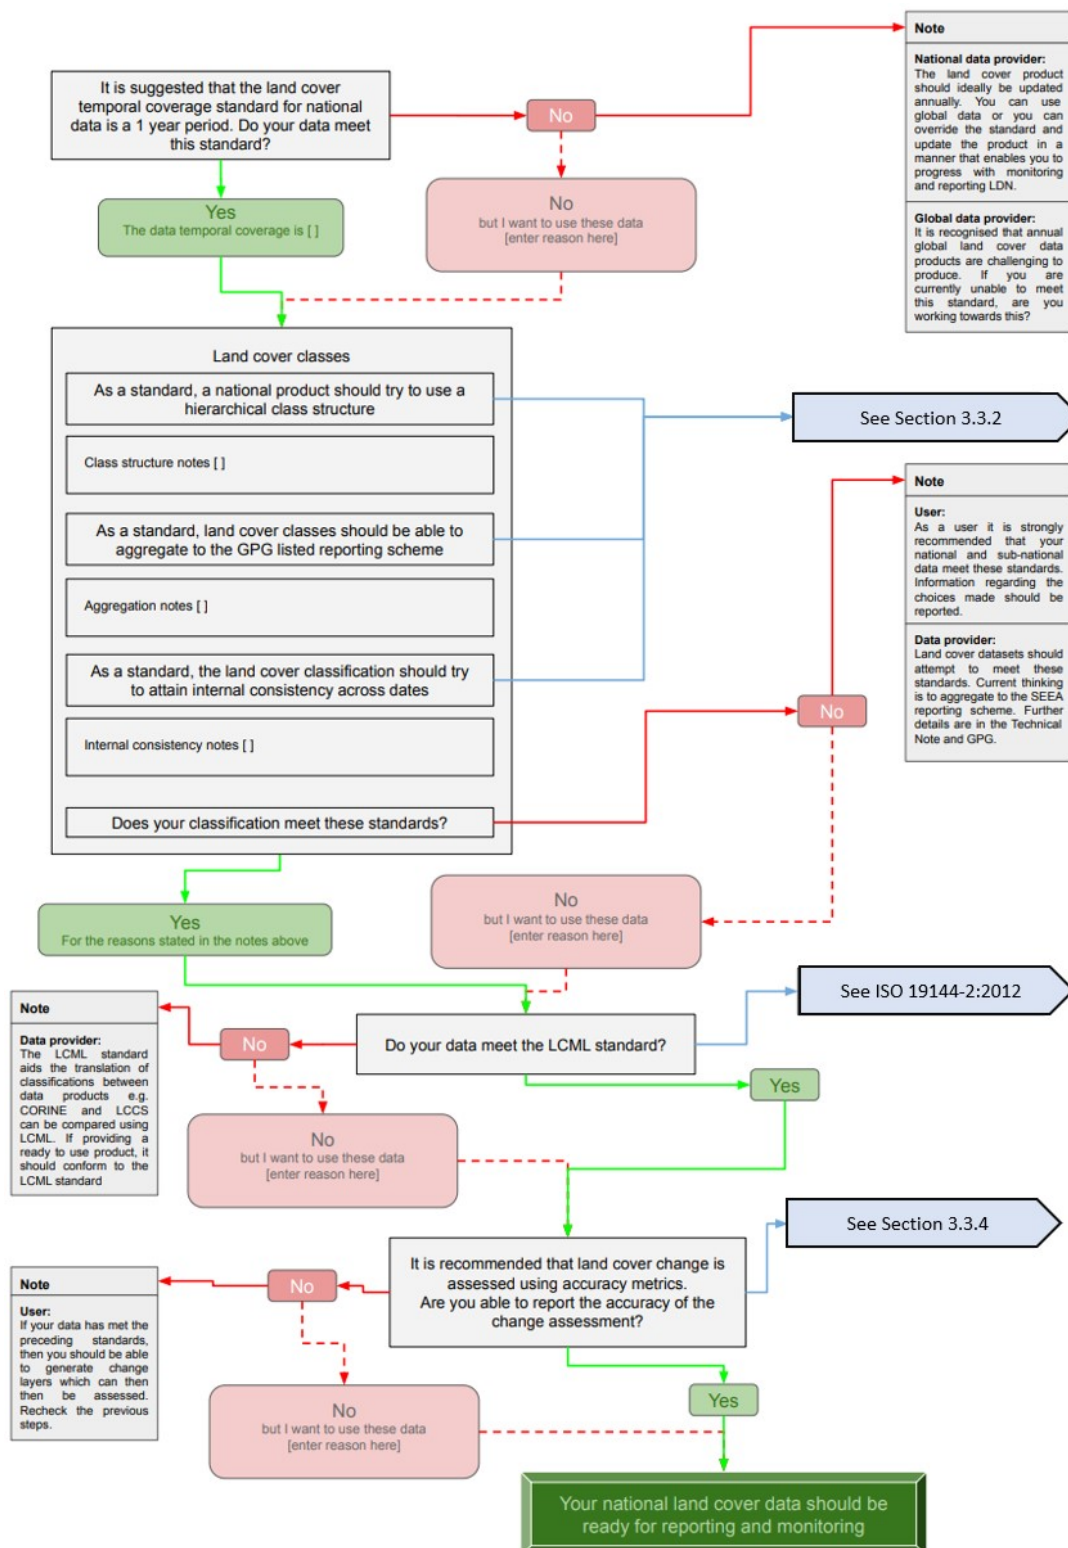 It is suggested that the land cover
temporal coverage standard for national
data is a 1 year period. Do your data meet
this standard?
No
Note
National data provider:
The land cover product
should ideally be updated
annually. You can use
global data or you can
override the standard and
update the product in a
manner that enables you to
progress with monitoring
and reporting LDN.
Global data provider:
It is recognised that annual
global land cover data
products are challenging to
produce. If you are
currently unable to meet
this standard, are you
working towards this?
Yes
The data temporal coverage is [ ]
No
but I want to use these data
[enter reason here]
Land cover classes
As a standard, a national product should try to use a
hierarchical class structure
See Section 3.3.2
Class structure notes [ ]
As a standard, land cover classes should be able to
aggregate to the GPG listed reporting scheme
Aggregation notes [ ]
As a standard, the land cover classification should try
to attain internal consistency across dates
Internal consistency notes [ ]
Does your classification meet these standards?
No
Note
User:
As a user it is strongly
recommended that your
national and sub-national
data meet these standards.
Information regarding the
choices made should be
reported.
Data provider:
Land cover datasets should
attempt to meet these
standards. Current thinking
is to aggregate to the SEEA
reporting scheme. Further
details are in the Technical
Note and GPG.
Yes
For the reasons stated in the notes above
No
but I want to use these data
[enter reason here]
Do your data meet the LCML standard?
See ISO 19144-2:2012
No
Note
Data provider:
The LCML standard
aids the translation of
classifications between
data products e.g.
CORINE and LCCS
can be compared using
LCML. If providing a
ready to use product, it
should conform to the
LCML standard
Yes
No
but I want to use these data
[enter reason here]
It is recommended that land cover change is
assessed using accuracy metrics.
Are you able to report the accuracy of the
change assessment?
See Section 3.3.4
No
Note
User:
If your data has met the
preceding standards,
then you should be able
to generate change
layers which can then
then be assessed.
Recheck the previous
steps.
No
but I want to use these data
[enter reason here]
Yes
Your national land cover data should be
ready for reporting and monitoring